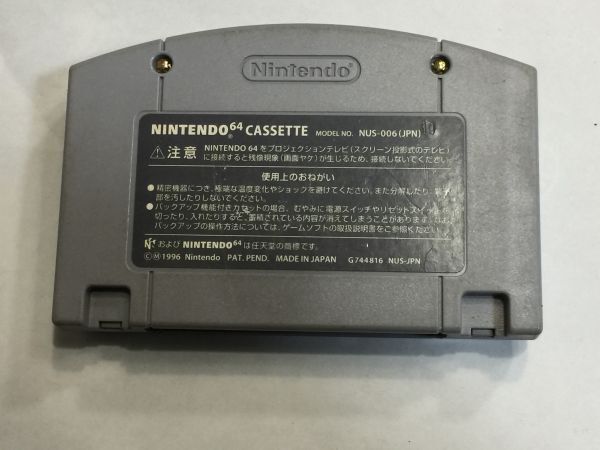 Nintendo
NINTENDO64 CASSETTE MODEL NO. NUS-006(JPN)
⚠注意 NINTENDO 64 をプロジェクションテレビ(スクリーン投影式のテレビ)
に接続すると残像現象(画面ヤケ)が生じるため、接続しないでください。
使用上のおねがい
●精密機器につき、極端な温度変化やショックを避けてください。また分解したり、端子
部を汚したりしないでください。
●バックアップ機能付きカセットの場合、むやみに電源スイッチやリセットスイッチを
切ったり、入れたりすると、蓄積されている内容が消えてしまうことがあります。
バックアップの操作方法については、ゲームソフトの取扱説明書をご参照ください。
および NINTENDO64 は任天堂の商標です。
©Ⓜ1996 Nintendo PAT. PEND. MADE IN JAPAN G744816 NUS-JPN